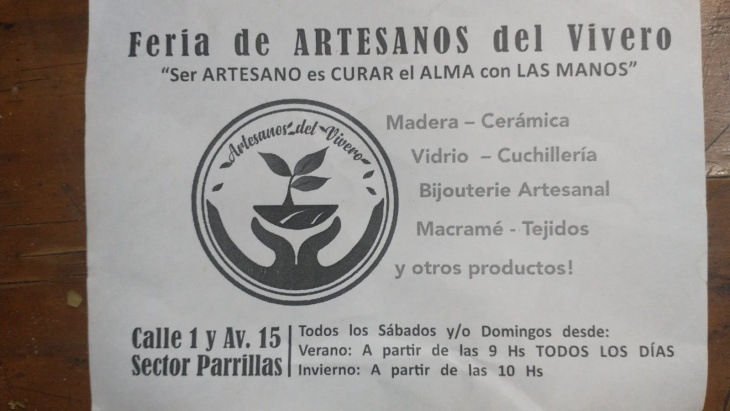 Feria de ARTESANOS del Vivero
“Ser ARTESANO es CURAR el ALMA con LAS MANOS”
Artesanos del Vivero
Madera – Cerámica
Vidrio – Cuchillería
Bijouterie Artesanal
Macramé - Tejidos
y otros productos!
Calle 1 y Av. 15
Sector Parrillas
Todos los Sábados y/o Domingos desde:
Verano: A partir de las 9 Hs TODOS LOS DÍAS
Invierno: A partir de las 10 Hs